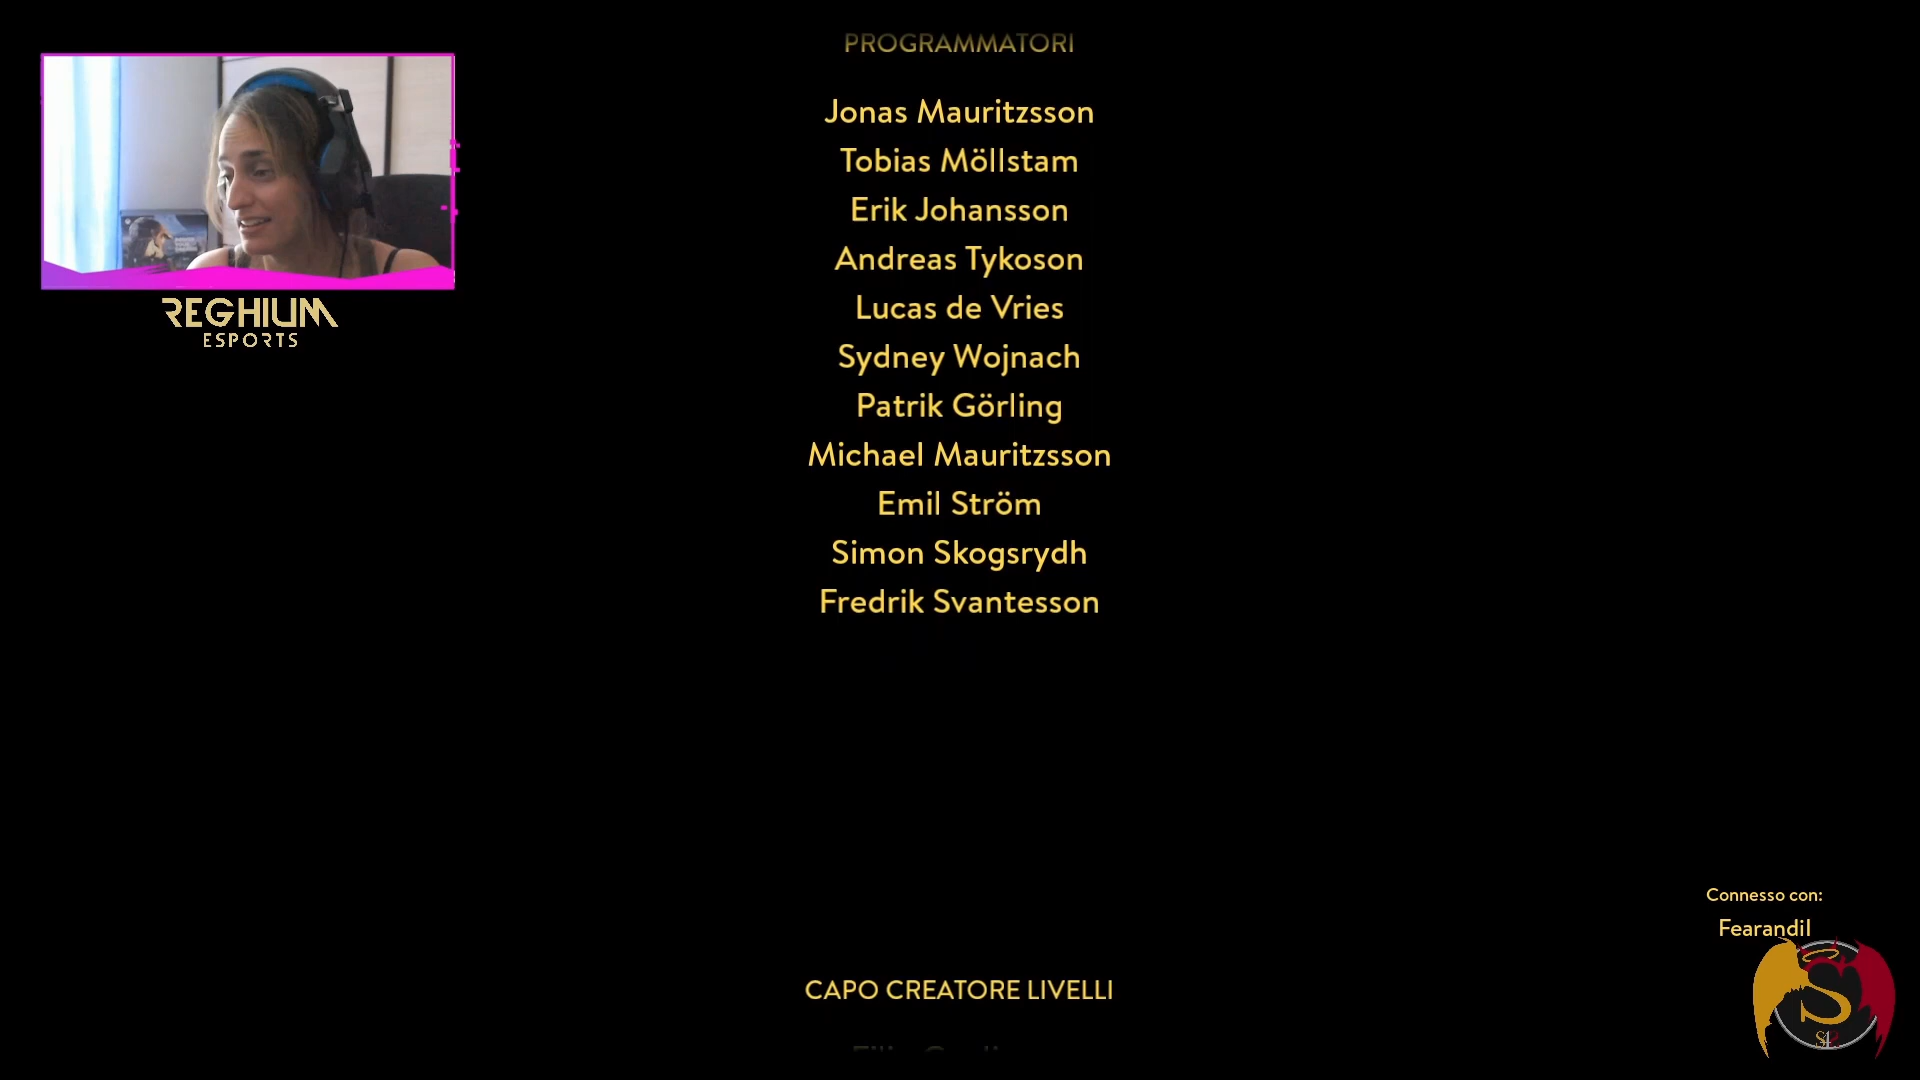 PROGRAMMATORI
Jonas Mauritzsson
Tobias Möllstam
Erik Johansson
Andreas Tykoson
Lucas de Vries
Sydney Wojnach
Patrik Görling
Michael Mauritzsson
Emil Ström
Simon Skogsrydh
Fredrik Svantesson
REGHIUM
ESPORTS
Connesso con:
Fearandil
S
CAPO CREATORE LIVELLI